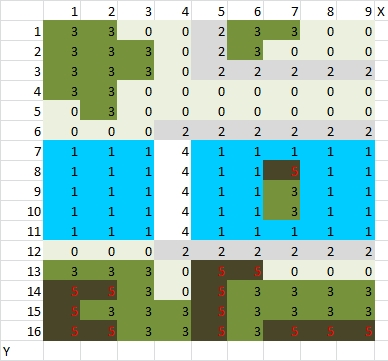 1 2 3 4 5 6 7 8 9 X
1 3 3 0 0 2 3 3 0 0
2 3 3 3 0 2 3 0 0 0
3 3 3 3 0 2 2 2 2 2
4 3 3 0 0 0 0 0 0 0
5 0 3 0 0 0 0 0 0 0
6 0 0 0 2 2 2 2 2 2
7 1 1 1 4 1 1 1 1 1
8 1 1 1 4 1 1 5 1 1
9 1 1 1 4 1 1 3 1 1
10 1 1 1 4 1 1 3 1 1
11 1 1 1 4 1 1 1 1 1
12 0 0 0 2 2 2 2 2 2
13 3 3 3 0 5 5 0 0 0
14 5 5 3 0 5 3 3 3 3
15 5 3 3 3 5 3 3 3 3
16 5 5 3 3 5 3 5 5 5
Y